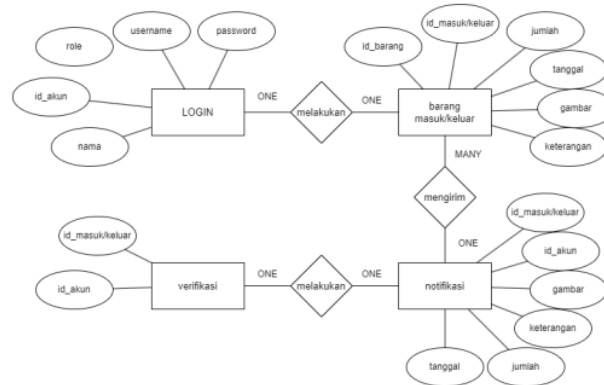 role
username
password
id_akun
LOGIN
nama
ONE
melakukan
ONE
id_barang
id_masuk/keluar
jumlah
tanggal
gambar
keterangan
barang
masuk/keluar
MANY
mengirim
ONE
id_masuk/keluar
id_akun
verifikasi
ONE
melakukan
ONE
notifikasi
id_masuk/keluar
id_akun
gambar
keterangan
jumlah
tanggal